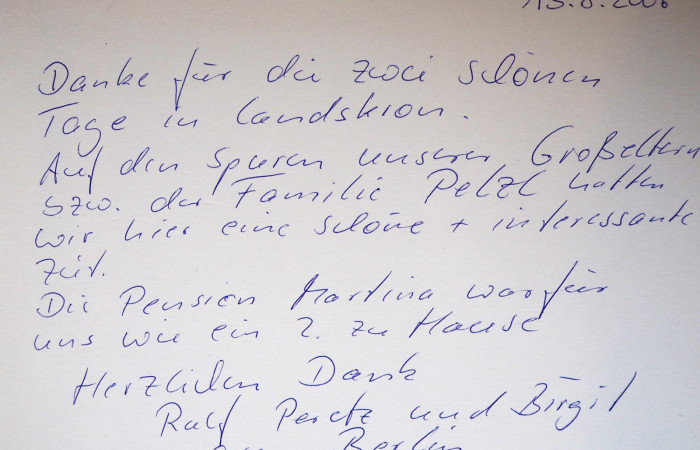 Danke für die zwei schönen
Tage in Landskron.
Auf den Spuren unserer Großeltern
bzw. der Familie Pelzl hatten
wir hier eine schöne + interessante
Zeit.
Die Pension Martina war für
uns wie ein 2. zu Hause
Herzlichen Dank
Ralf und Birgit
Berlin